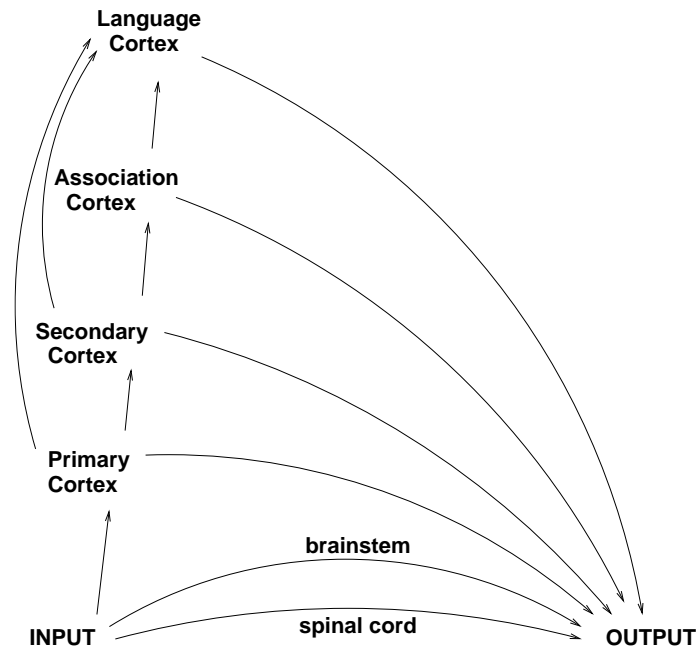 Language
Cortex
Association
Cortex
Secondary
Cortex
Primary
Cortex
brainstem
spinal cord
INPUT
OUTPUT